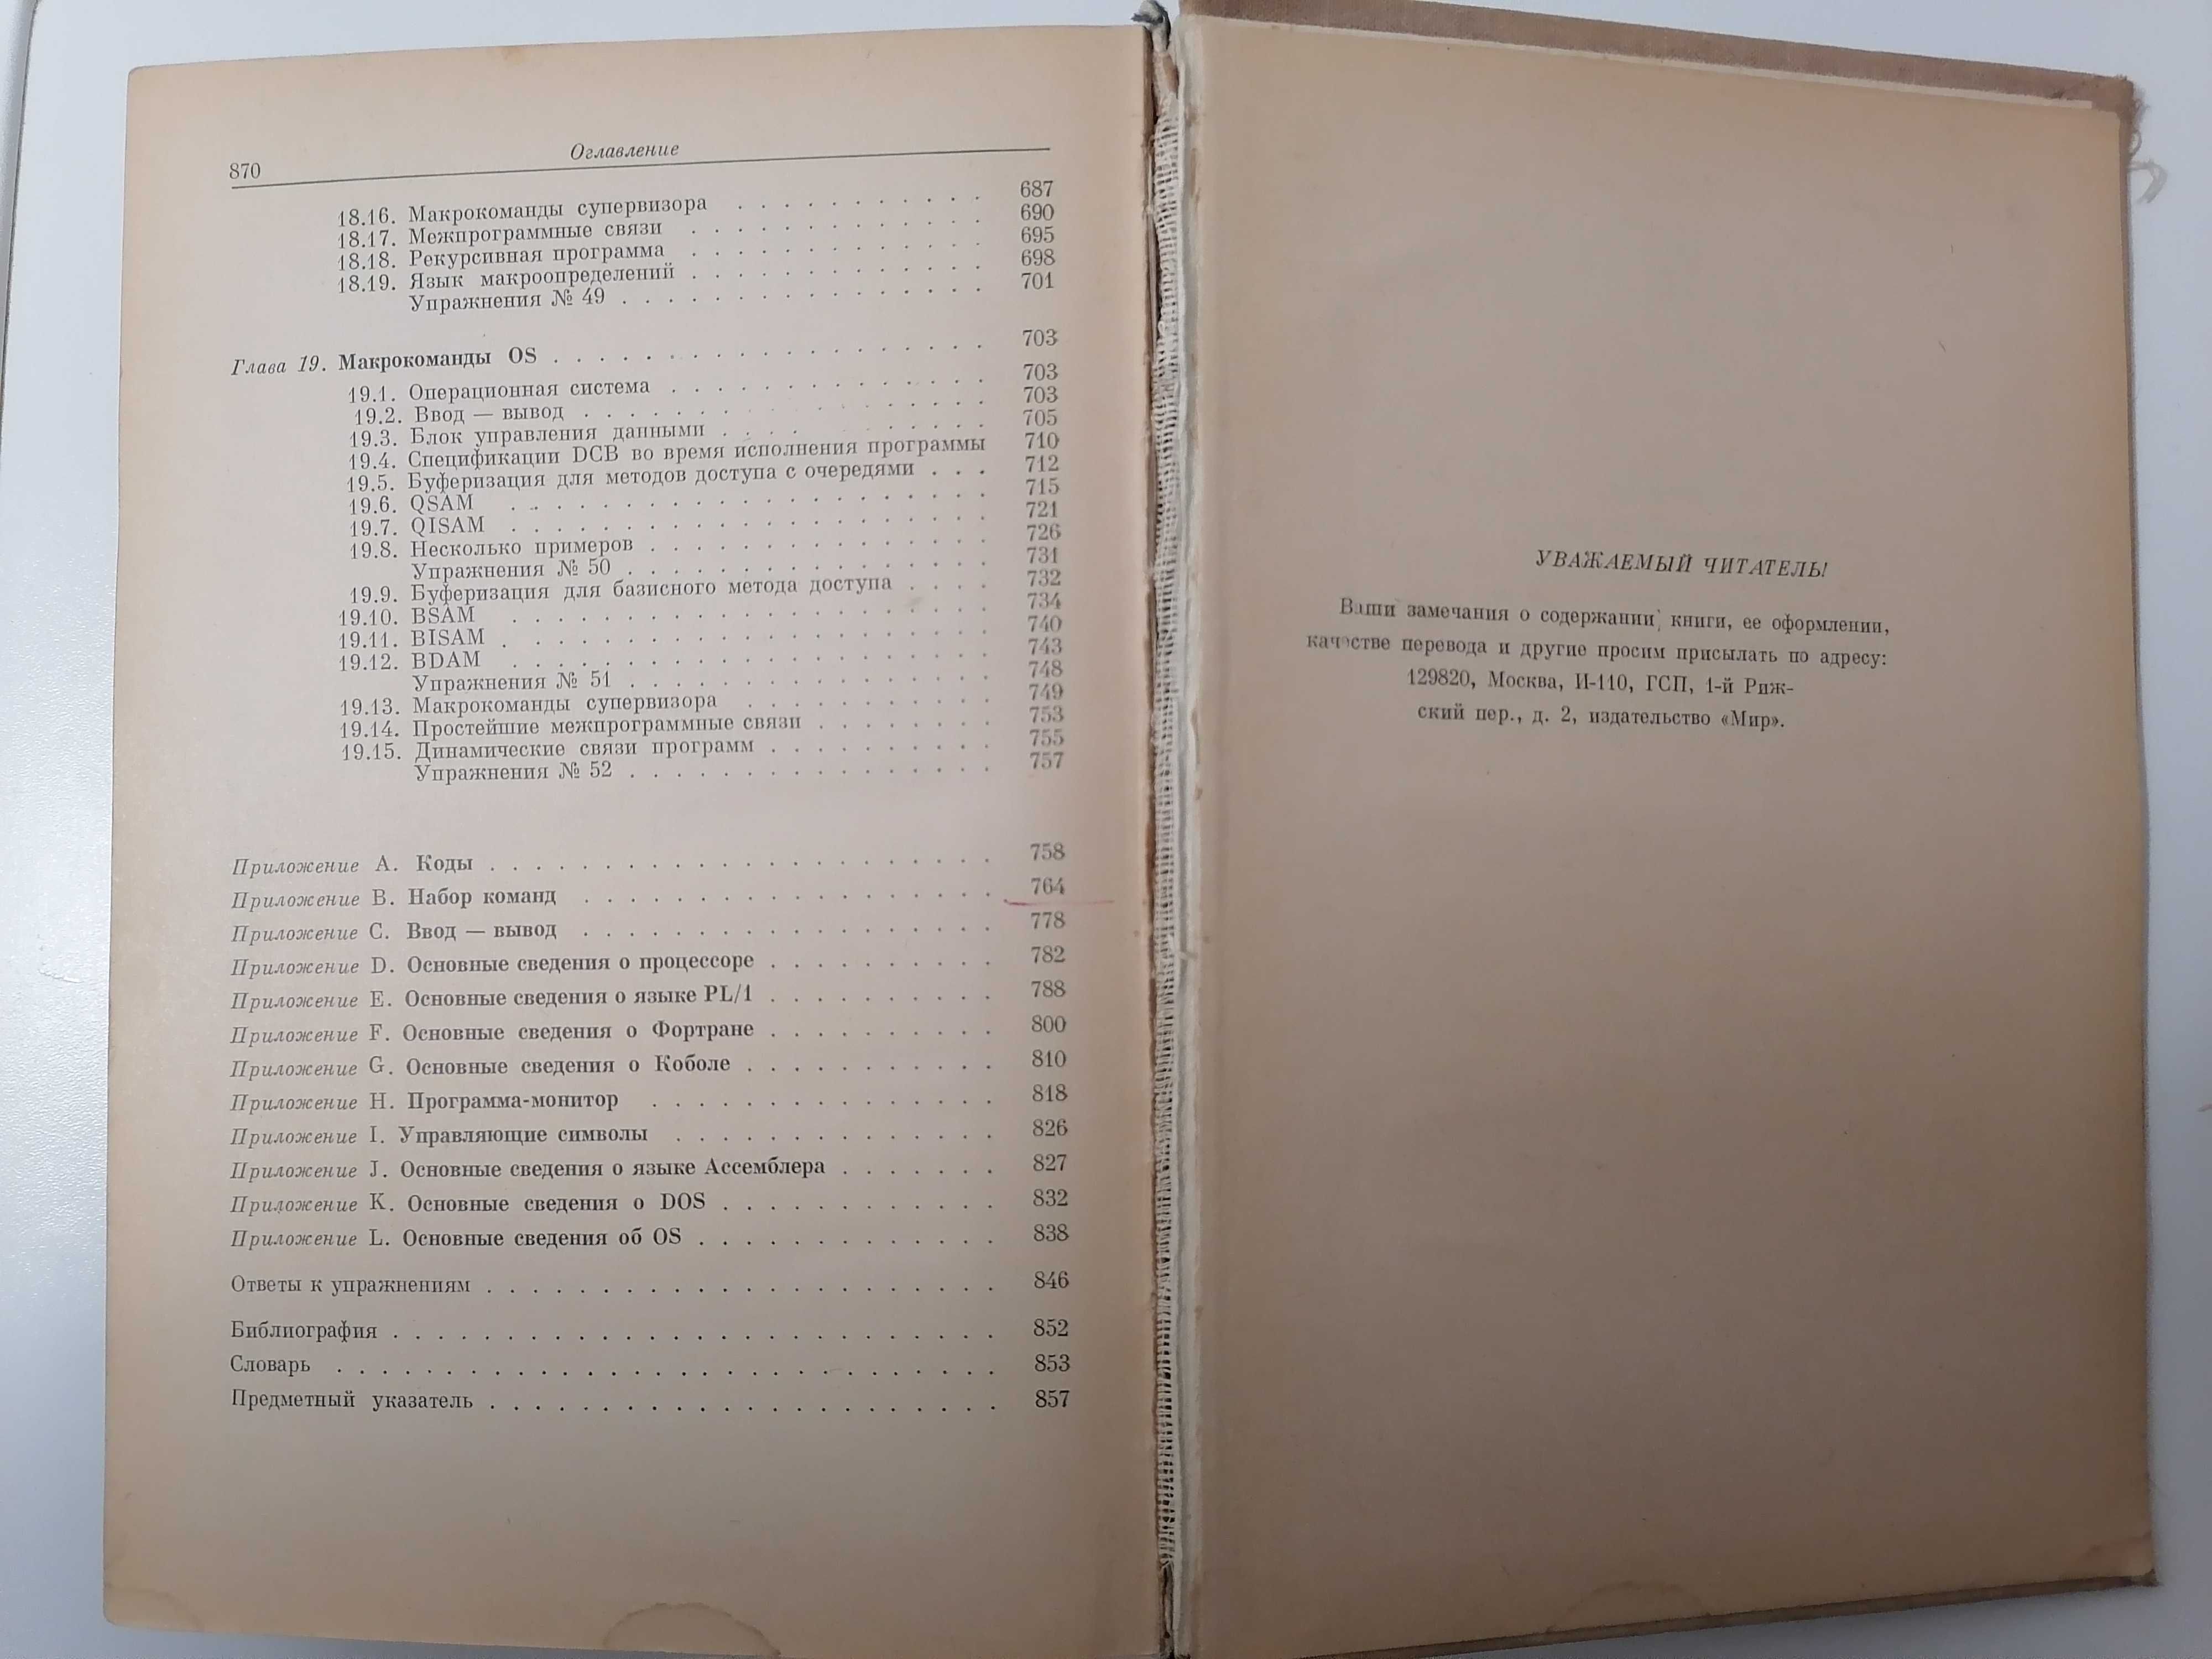 870
Оглавление
18.16. Макрокоманды супервизора . . . . . . . . . . . 687
18.17. Межпрограммные связи . . . . . . . . . . . . . 690
18.18. Рекурсивная программа . . . . . . . . . . . . . 695
18.19. Язык макроопределений . . . . . . . . . . . . . 698
Упражнения № 49 . . . . . . . . . . . . . . . . 701
Глава 19. Макрокоманды OS . . . . . . . . . . . . . . . . . . . 703
19.1. Операционная система . . . . . . . . . . . . . . 703
19.2. Ввод — вывод . . . . . . . . . . . . . . . . . . 703
19.3. Блок управления данными . . . . . . . . . . . . 705
19.4. Спецификации DCB во время исполнения программы 710
19.5. Буферизация для методов доступа с очередями . . . 712
19.6. QSAM . . . . . . . . . . . . . . . . . . . . 715
19.7. QISAM . . . . . . . . . . . . . . . . . . . . 721
19.8. Несколько примеров . . . . . . . . . . . . . . . 726
Упражнения № 50 . . . . . . . . . . . . . . . . 731
19.9. Буферизация для базисного метода доступа . . . . 732
19.10. BSAM . . . . . . . . . . . . . . . . . . . . 734
19.11. BISAM . . . . . . . . . . . . . . . . . . . . 740
19.12. BDAM . . . . . . . . . . . . . . . . . . . . 743
Упражнения № 51 . . . . . . . . . . . . . . . . 748
19.13. Макрокоманды супервизора . . . . . . . . . . . 749
19.14. Простейшие межпрограммные связи . . . . . . . . 753
19.15. Динамические связи программ . . . . . . . . . . 755
Упражнения № 52 . . . . . . . . . . . . . . . . 757
Приложение A. Коды . . . . . . . . . . . . . . . . . . . . . . 758
Приложение B. Набор команд . . . . . . . . . . . . . . . . . . 764
Приложение C. Ввод — вывод . . . . . . . . . . . . . . . . . . 778
Приложение D. Основные сведения о процессоре . . . . . . . . . . 782
Приложение E. Основные сведения о языке PL/1 . . . . . . . . . . 788
Приложение F. Основные сведения о Фортране . . . . . . . . . . 800
Приложение G. Основные сведения о Коболе . . . . . . . . . . . 810
Приложение H. Программа-монитор . . . . . . . . . . . . . . . 818
Приложение I. Управляющие символы . . . . . . . . . . . . . . 826
Приложение J. Основные сведения о языке Ассемблера . . . . . . . 827
Приложение K. Основные сведения о DOS . . . . . . . . . . . . 832
Приложение L. Основные сведения об OS . . . . . . . . . . . . . 838
Ответы к упражнениям . . . . . . . . . . . . . . . . . . . . . . 846
Библиография . . . . . . . . . . . . . . . . . . . . . . . . . . 852
Словарь . . . . . . . . . . . . . . . . . . . . . . . . . . . . 853
Предметный указатель . . . . . . . . . . . . . . . . . . . . . . 857
УВАЖАЕМЫЙ ЧИТАТЕЛЬ!
Ваши замечания о содержании книги, ее оформлении,
качестве перевода и другие просим присылать по адресу:
129820, Москва, И-110, ГСП, 1-й Риж-
ский пер., д. 2, издательство «Мир».